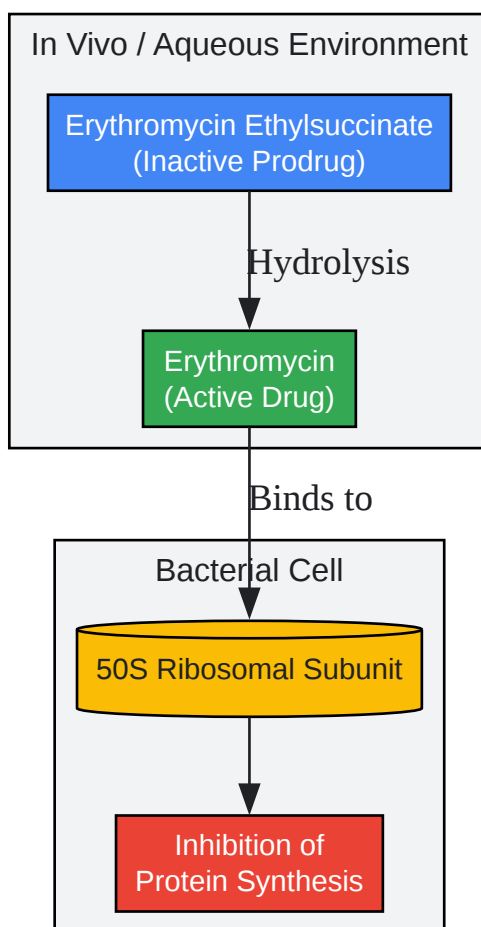 In Vivo / Aqueous Environment
Erythromycin Ethylsuccinate
(Inactive Prodrug)
Hydrolysis
Erythromycin
(Active Drug)
Binds to
Bacterial Cell
50S Ribosomal Subunit
Inhibition of
Protein Synthesis